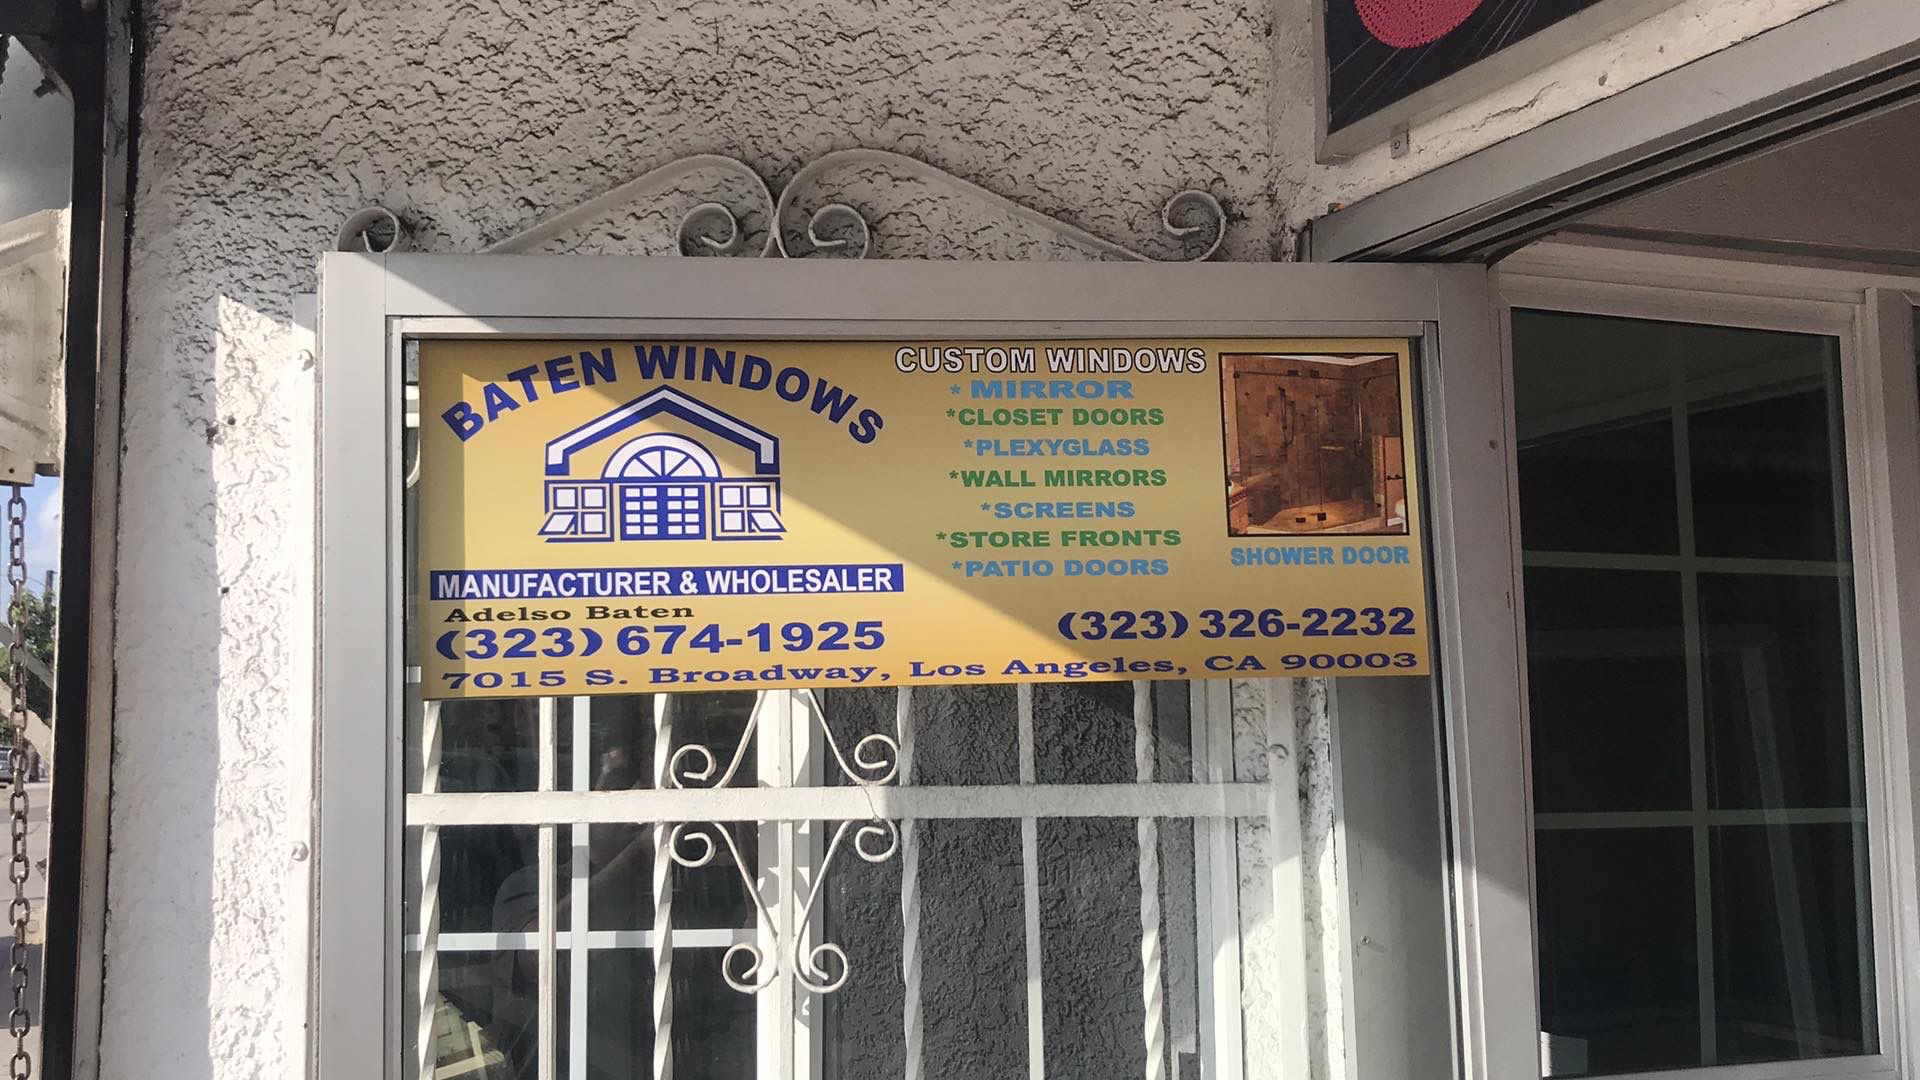 BATEN WINDOWS
MANUFACTURER & WHOLESALER
Adelso Baten
(323) 674-1925
CUSTOM WINDOWS
*MIRROR
*CLOSET DOORS
*PLEXYGLASS
*WALL MIRRORS
*SCREENS
*STORE FRONTS
*PATIO DOORS
SHOWER DOOR
(323) 326-2232
7015 S. Broadway, Los Angeles, CA 90003